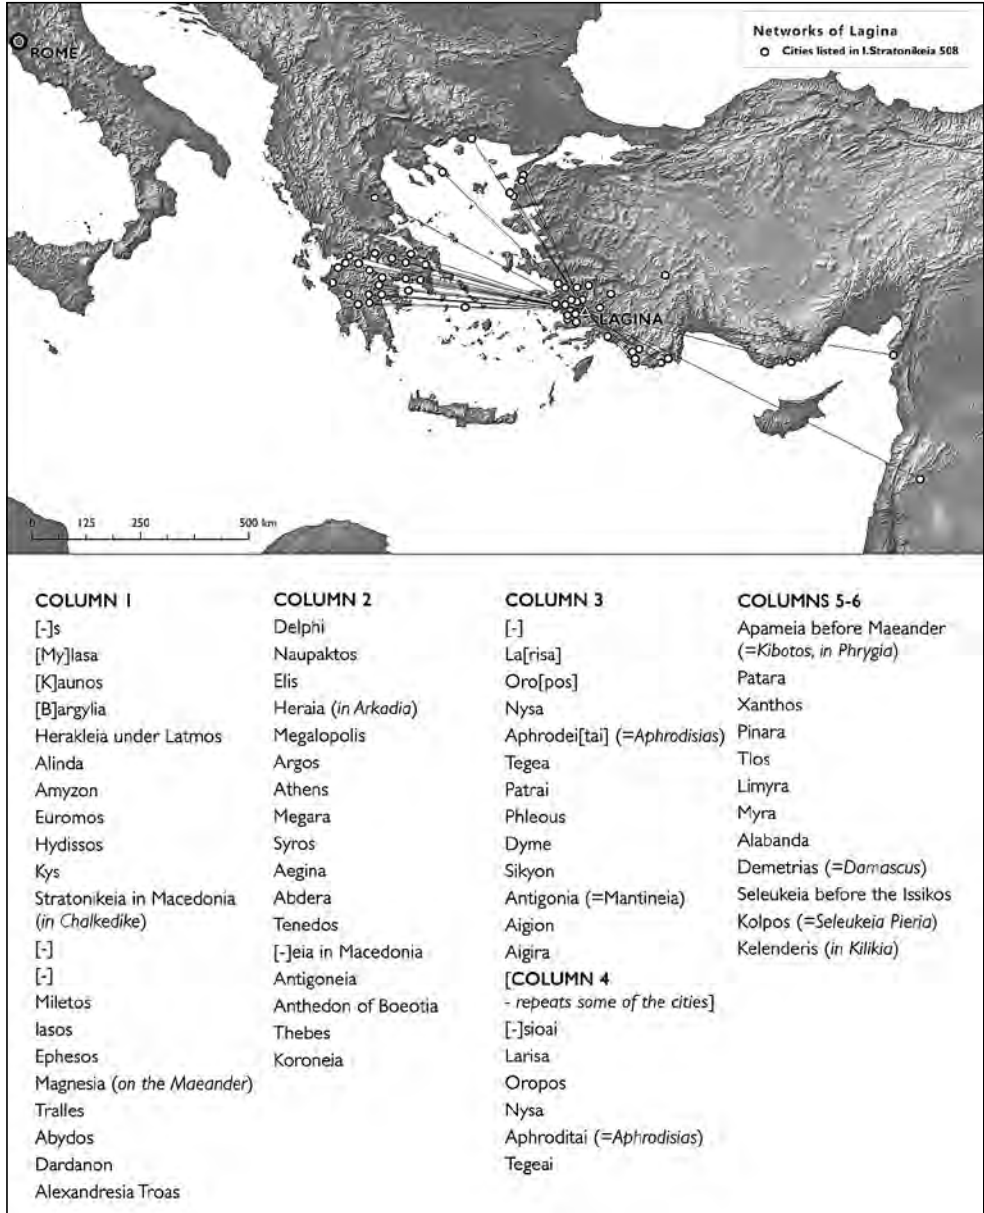 Networks of Lagina
Cities listed in I.Stratonikeia 508
ROME
LAGINA
0 125 250 500 km
COLUMN 1
[-]s
[My]lasa
[K]aunos
[B]argylia
Herakleia under Latmos
Alinda
Amyzon
Euromos
Hydissos
Kys
Stratonikeia in Macedonia
(in Chalkedike)
[-]
[-]
Miletos
Iasos
Ephesos
Magnesia (on the Maeander)
Tralles
Abydos
Dardanon
Alexandresia Troas
COLUMN 2
Delphi
Naupaktos
Elis
Heraia (in Arkadia)
Megalopolis
Argos
Athens
Megara
Syros
Aegina
Abdera
Tenedos
[-]eia in Macedonia
Antigoneia
Anthedon of Boeotia
Thebes
Koroneia
COLUMN 3
[-]
La[risa]
Oro[pos]
Nysa
Aphrodei[tai] (=Aphrodisias)
Tegea
Patrai
Phleous
Dyme
Sikyon
Antigonia (=Mantineia)
Aigion
Aigira
[COLUMN 4
- repeats some of the cities]
[-]sioai
Larisa
Oropos
Nysa
Aphroditai (=Aphrodisias)
Tegeai
COLUMNS 5-6
Apameia before Maeander
(=Kibotos, in Phrygia)
Patara
Xanthos
Pinara
Tlos
Limyra
Myra
Alabanda
Demetrias (=Damascus)
Seleukeia before the Issikos
Kolpos (=Seleukeia Pieria)
Kelenderis (in Kilikia)